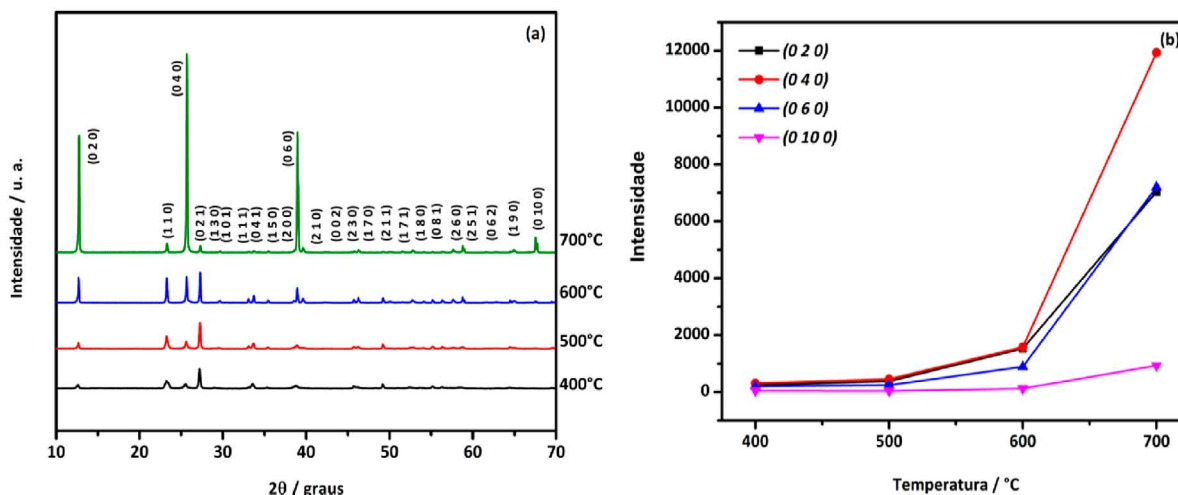 (a)
Intensidade / u. a.
(0 2 0)
(1 1 0)
(0 4 0)
(0 2 1)
(1 3 0)
(1 0 1)
(1 1 1)
(0 4 1)
(1 5 0)
(2 0 0)
(0 6 0)
(2 1 0)
(0 0 2)
(2 3 0)
(1 7 0)
(2 1 1)
(1 7 1)
(1 8 0)
(0 8 1)
(2 6 0)
(2 5 1)
(0 6 2)
(1 9 0)
(0 10 0)
700°C
600°C
500°C
400°C
10 20 30 40 50 60 70
2θ / graus
(b)
(0 2 0)
(0 4 0)
(0 6 0)
(0 10 0)
Intensidade
12000
10000
8000
6000
4000
2000
0
400 500 600 700
Temperatura / °C